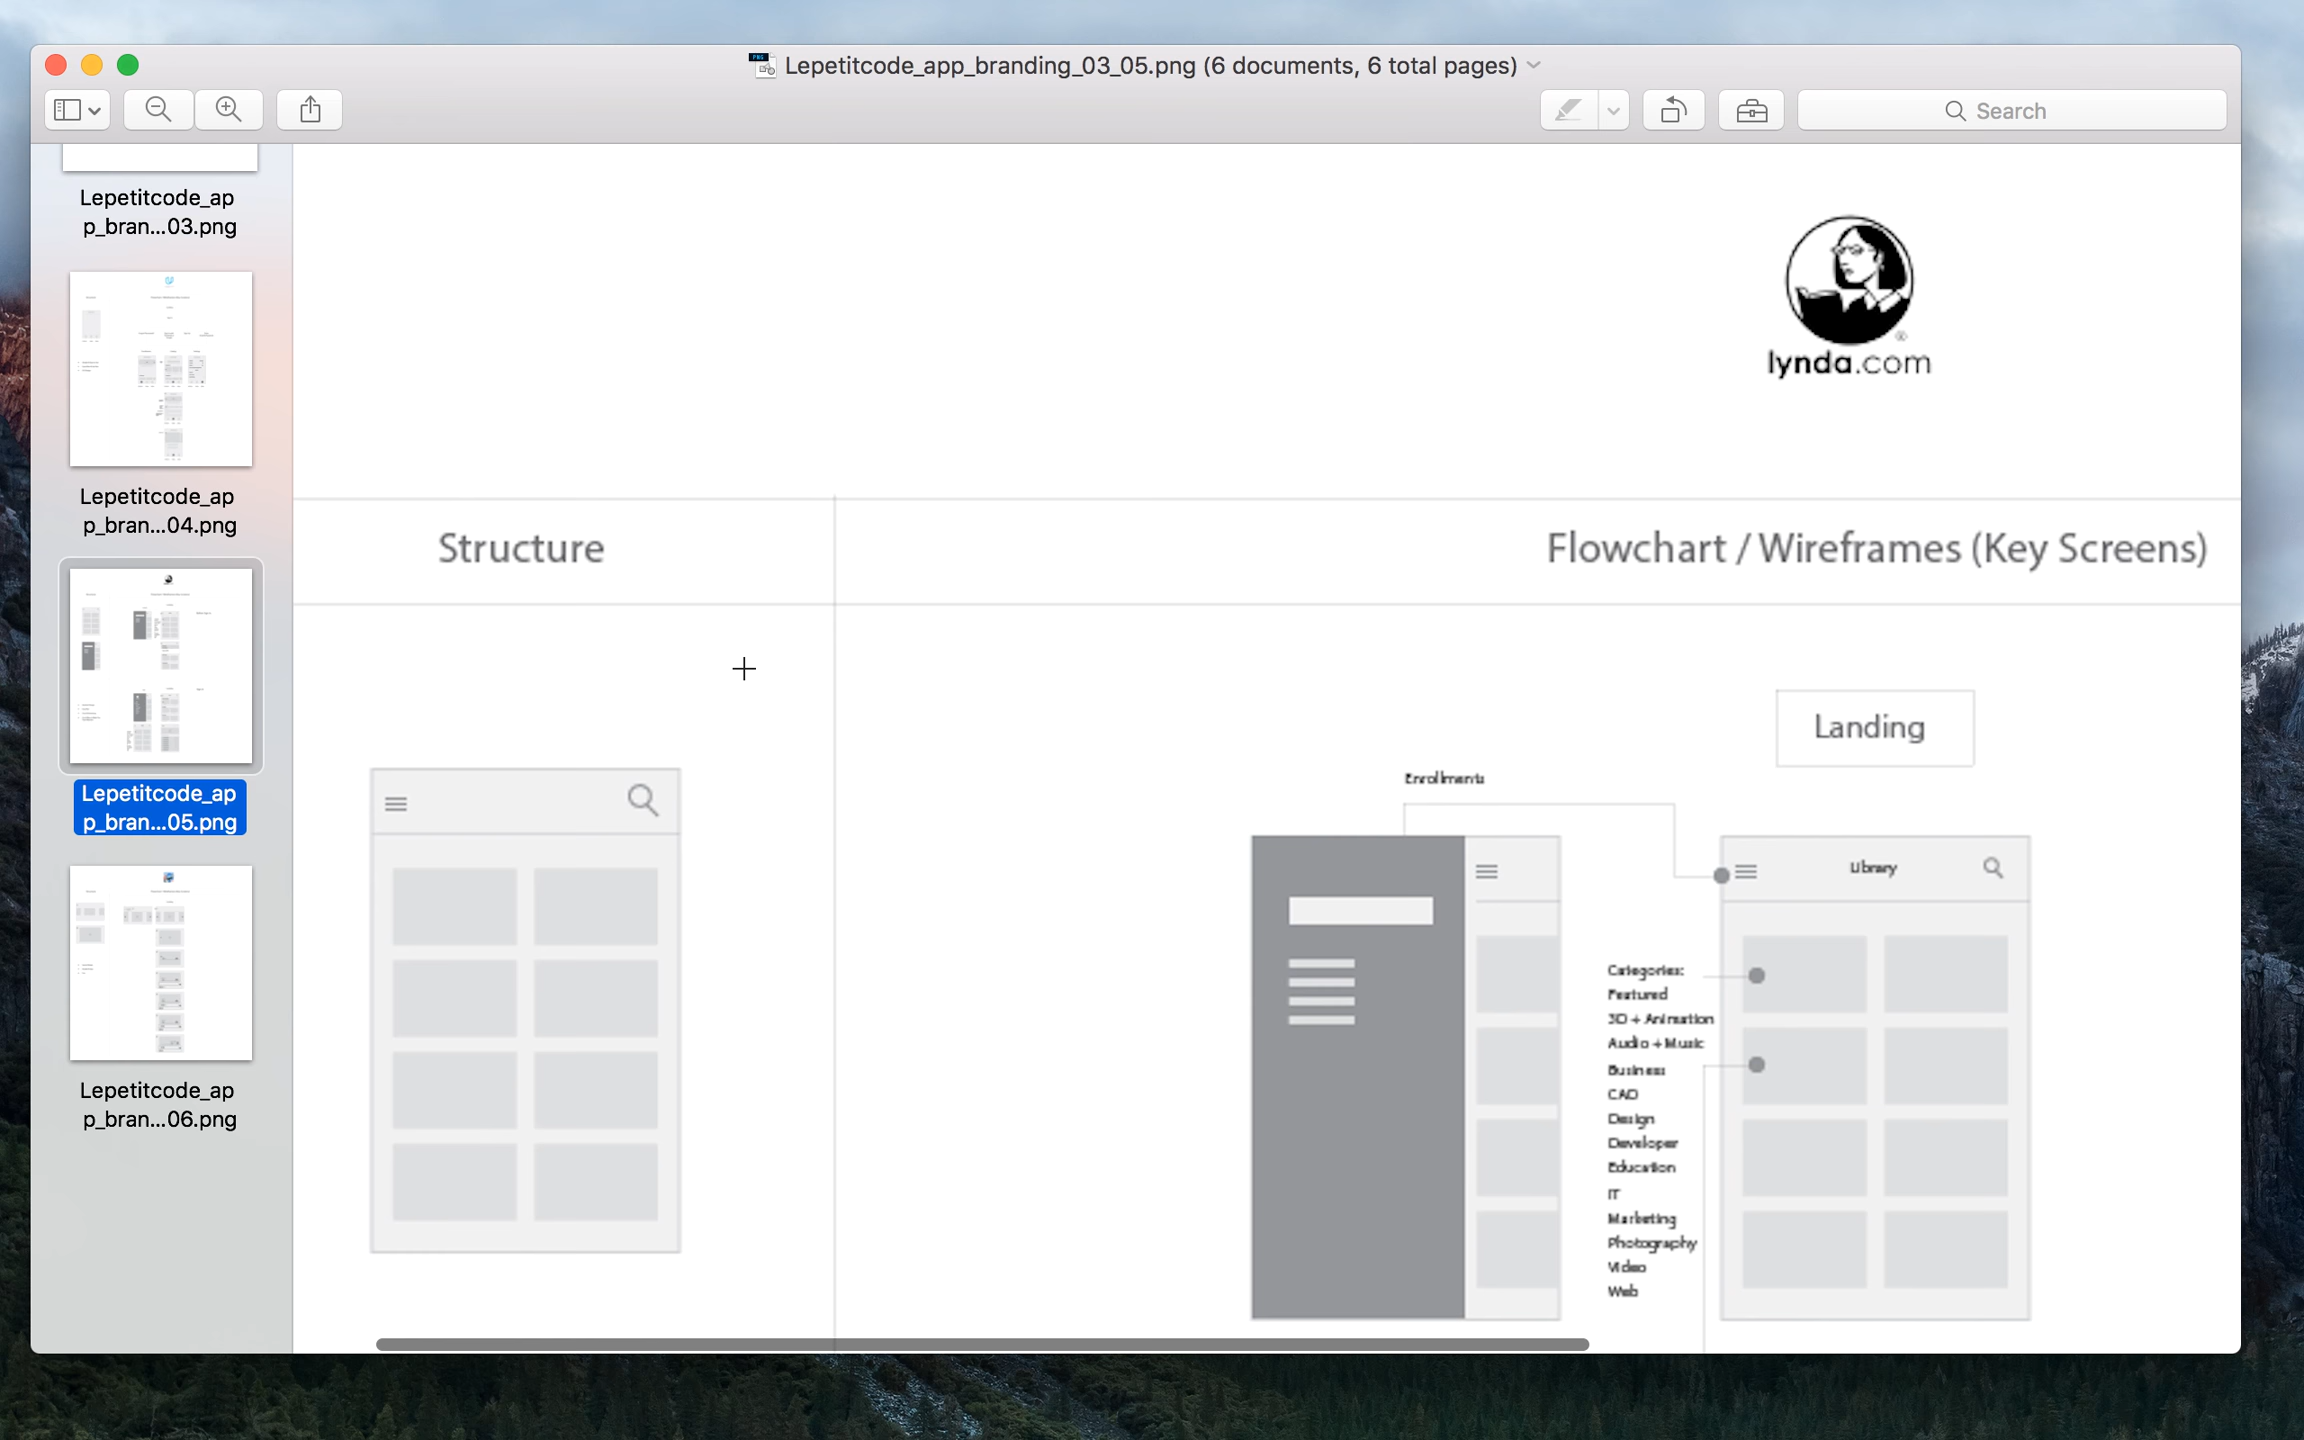 Lepetitcode_app_branding_03_05.png (6 documents, 6 total pages)
Search
Lepetitcode_ap
p_bran...03.png
Lepetitcode_ap
p_bran...04.png
Lepetitcode_ap
p_bran...05.png
Lepetitcode_ap
p_bran...06.png
lynda.com
Structure
Flowchart / Wireframes (Key Screens)
Landing
Enrollments
Library
Categories:
Featured
3D + Animation
Audio + Music
Business
CAD
Design
Developer
Education
IT
Marketing
Photography
Video
Web